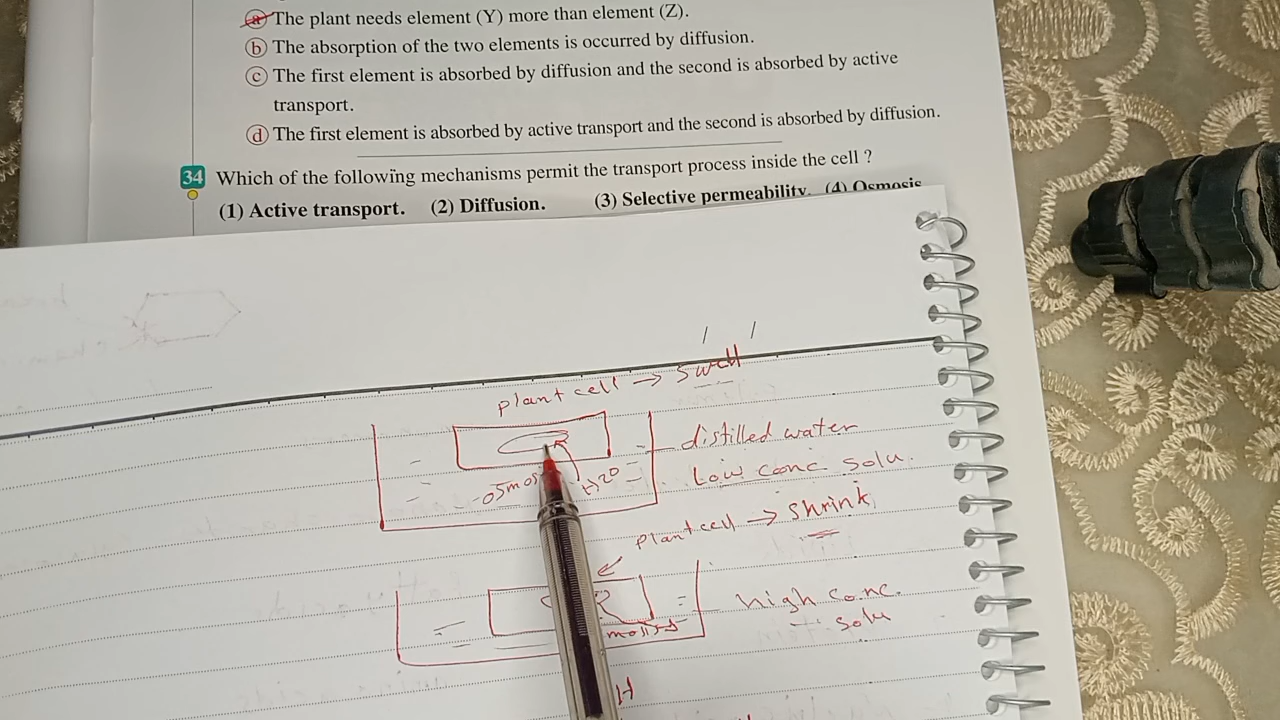 a The plant needs element (Y) more than element (Z).
b The absorption of the two elements is occurred by diffusion.
c The first element is absorbed by diffusion and the second is absorbed by active
transport.
d The first element is absorbed by active transport and the second is absorbed by diffusion.
34 Which of the following mechanisms permit the transport process inside the cell ?
(1) Active transport. (2) Diffusion. (3) Selective permeability. (4) Osmosis
/ /
plant cell → swell
distilled water
osmos H2O
low conc solu.
plant cell → shrink
high conc.
solu
H